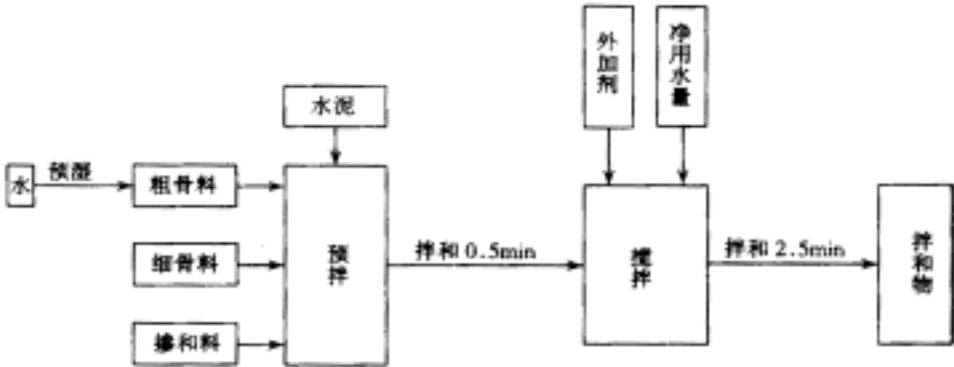 外加剂
净用水量
水泥
水
预湿
粗骨料
细骨料
掺和料
预拌
拌和 0.5min
搅拌
拌和 2.5min
拌和物